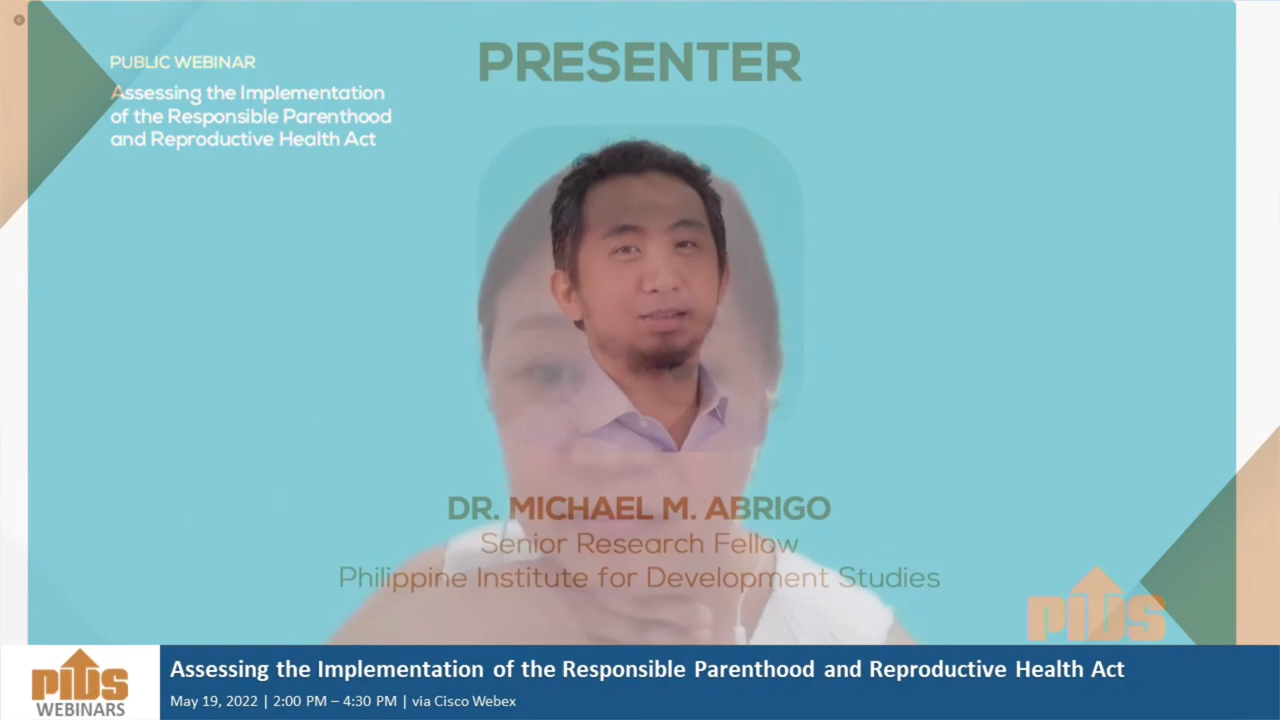 PUBLIC WEBINAR
Assessing the Implementation
of the Responsible Parenthood
and Reproductive Health Act
PRESENTER
DR. MICHAEL M. ABRIGO
Senior Research Fellow
Philippine Institute for Development Studies
PIDS
PIDS
WEBINARS
Assessing the Implementation of the Responsible Parenthood and Reproductive Health Act
May 19, 2022 | 2:00 PM – 4:30 PM | via Cisco Webex